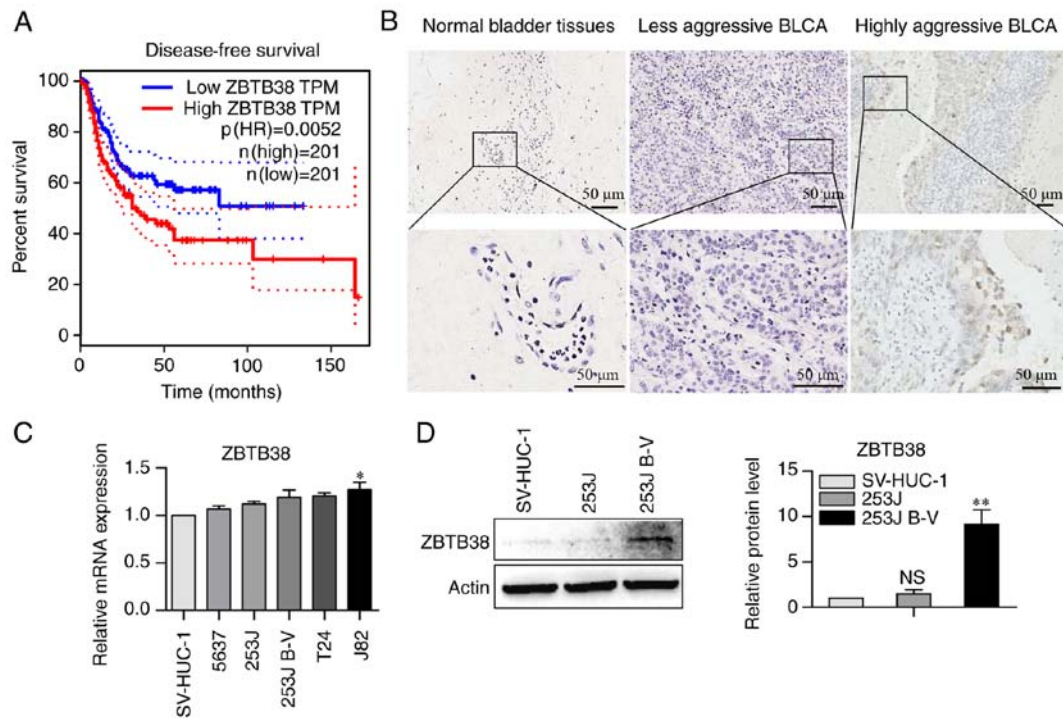 A
Disease-free survival
Low ZBTB38 TPM
High ZBTB38 TPM
p(HR)=0.0052
n(high)=201
n(low)=201
Percent survival
100
80
60
40
20
0
0 50 100 150
Time (months)
B
Normal bladder tissues Less aggressive BLCA Highly aggressive BLCA
50 μm 50 μm 50 μm
50 μm 50 μm 50 μm
C
ZBTB38
Relative mRNA expression
1.5
1.0
0.5
0.0
*
SV-HUC-1 5637 253J 253J B-V T24 J82
D
SV-HUC-1 253J 253J B-V
ZBTB38
Actin
ZBTB38
Relative protein level
15
10
5
0
SV-HUC-1
253J
253J B-V
NS
**